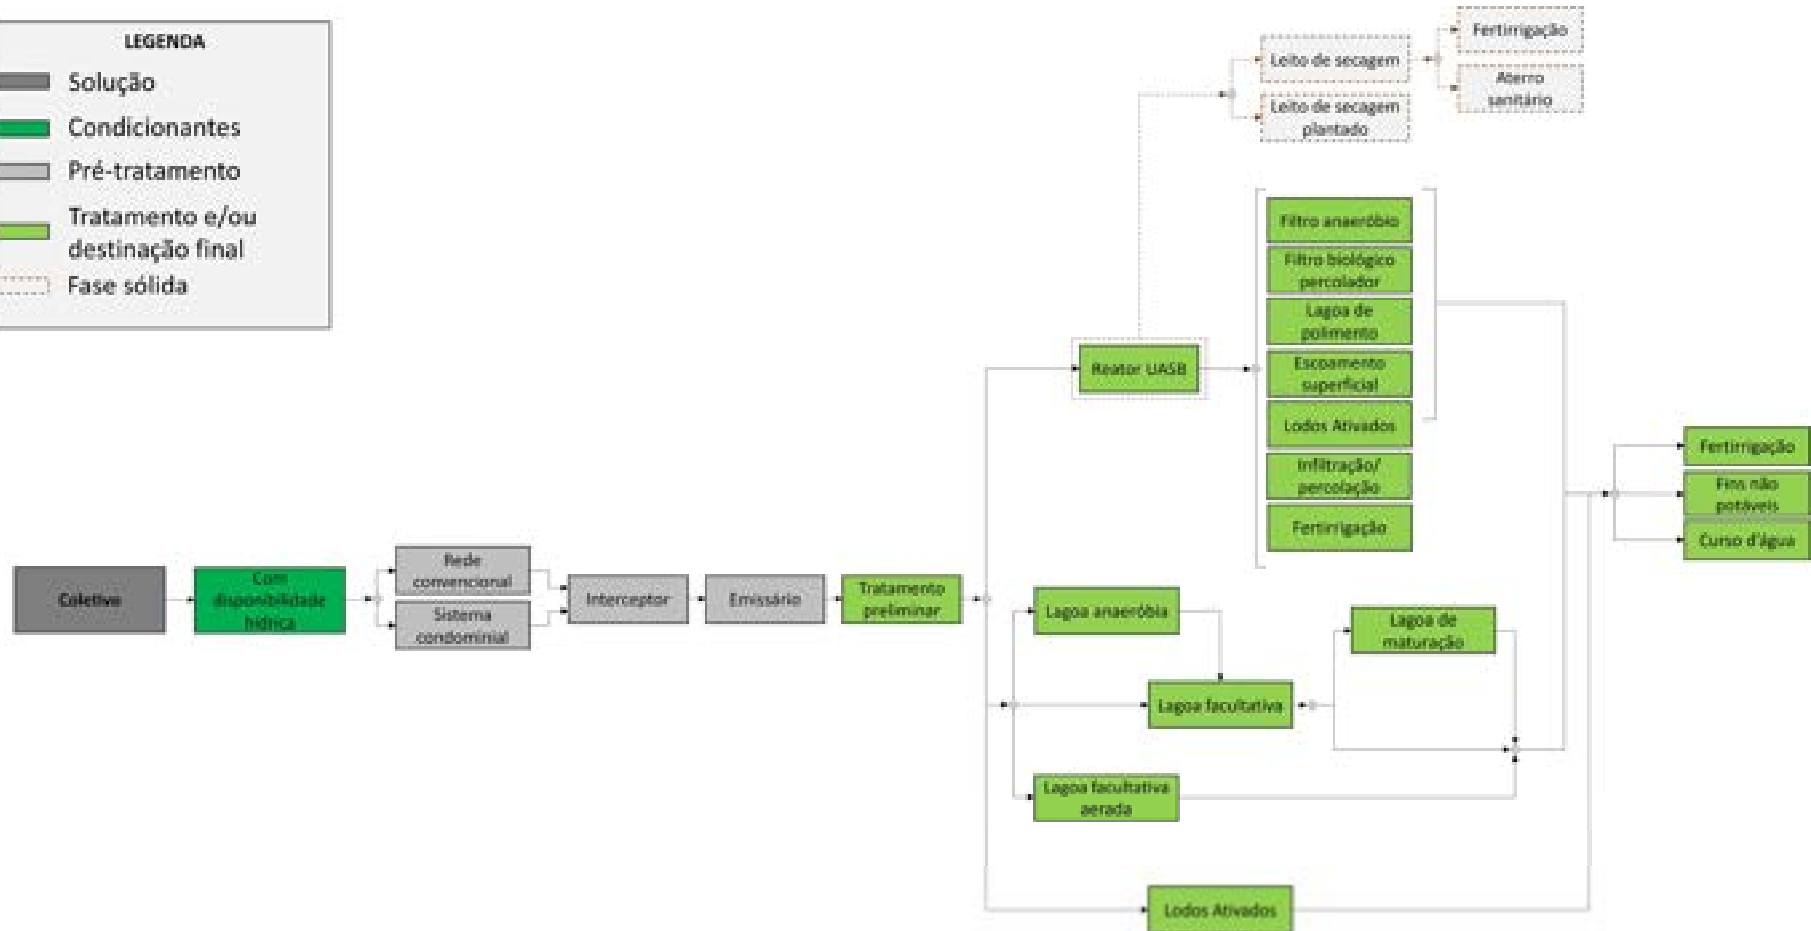 LEGENDA
Solução
Condicionantes
Pré-tratamento
Tratamento e/ou
destinação final
Fase sólida
Fertirrigação
Leito de secagem
Aterro
sanitário
Leito de secagem
plantado
Filtro anaeróbio
Filtro biológico
percolador
Lagoa de
polimento
Reator UASB
Escoamento
superficial
Lodos Ativados
Infiltração/
percolação
Fertirrigação
Fertirrigação
Fins não
potáveis
Curso d'água
Coletivo
Com
disponibilidade
hídrica
Rede
convencional
Sistema
condominial
Interceptor
Emissário
Tratamento
preliminar
Lagoa anaeróbia
Lagoa de
maturação
Lagoa facultativa
Lagoa facultativa
aerada
Lodos Ativados